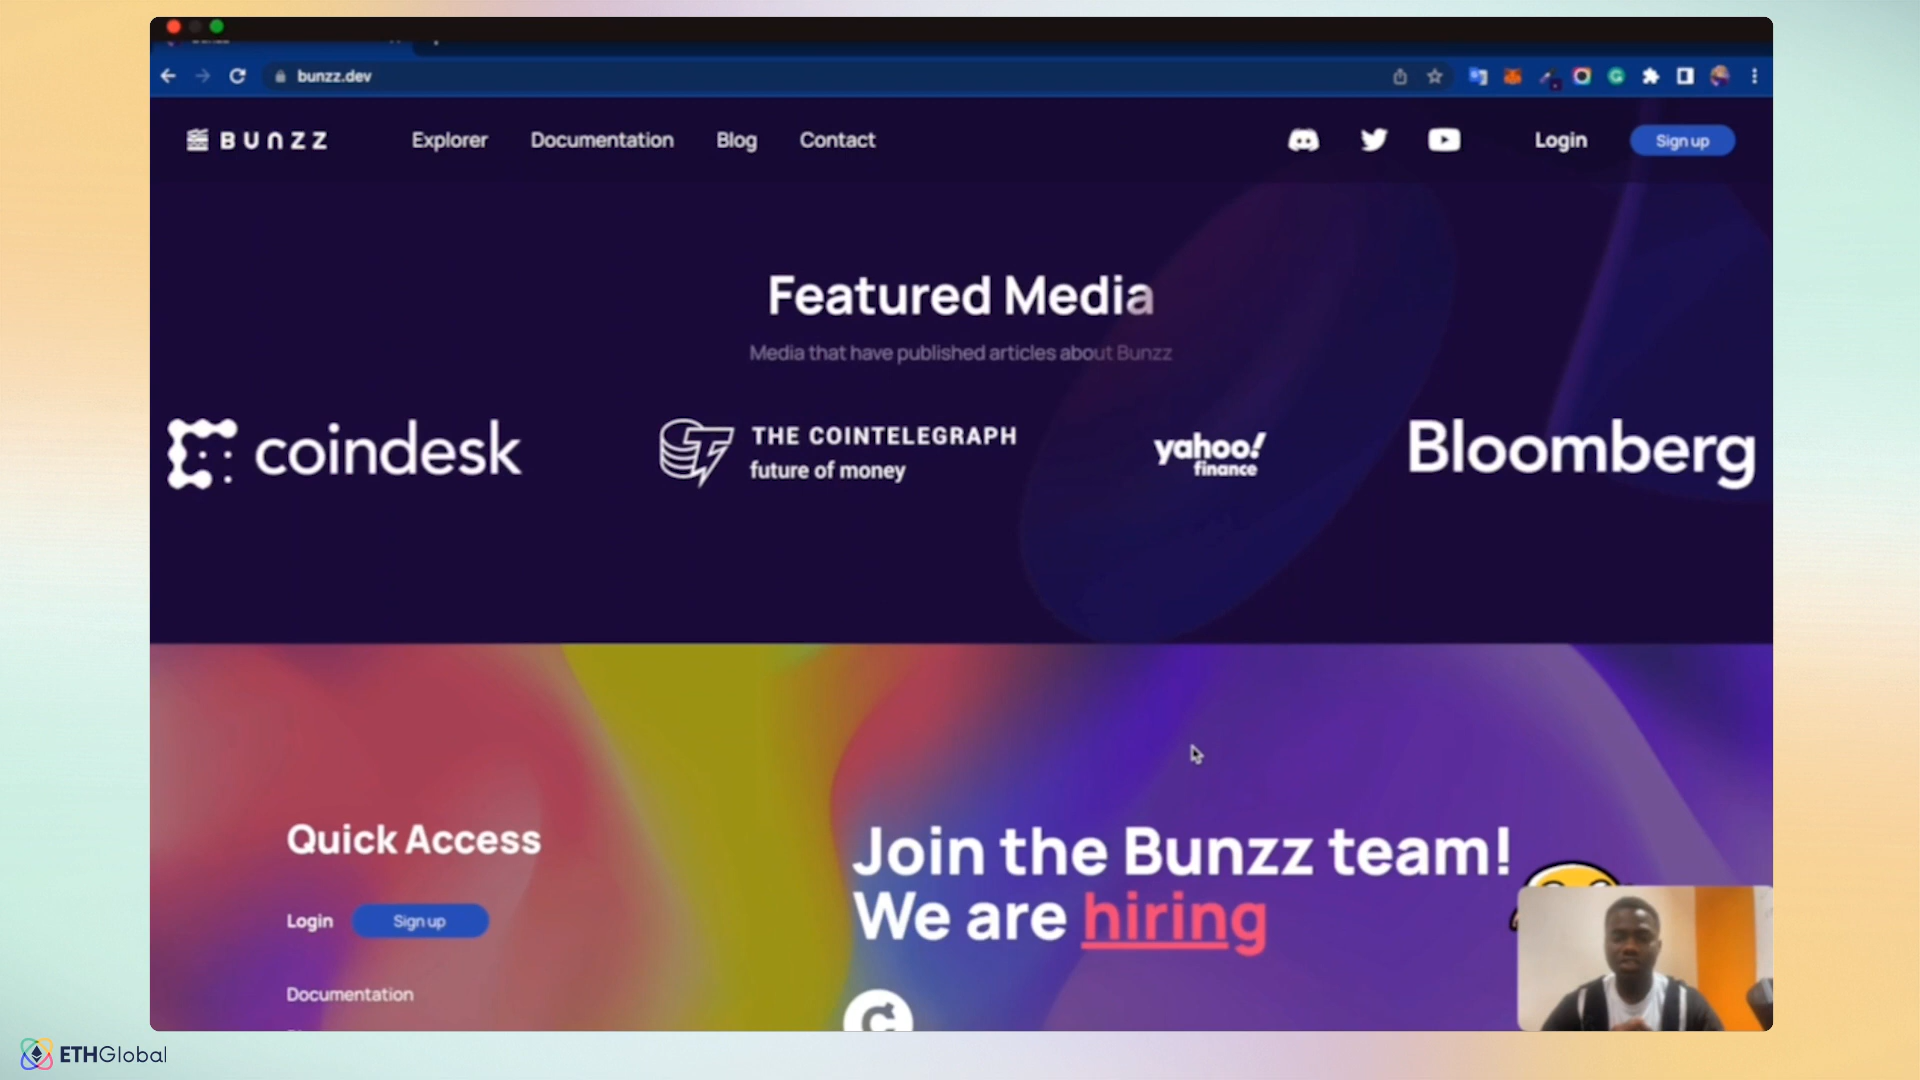 bunzz.dev
BUNZZ
Explorer
Documentation
Blog
Contact
Login
Sign up
Featured Media
Media that have published articles about Bunzz
coindesk
THE COINTELEGRAPH
future of money
yahoo!
finance
Bloomberg
Quick Access
Login
Sign up
Documentation
Join the Bunzz team!
We are hiring
ETHGlobal